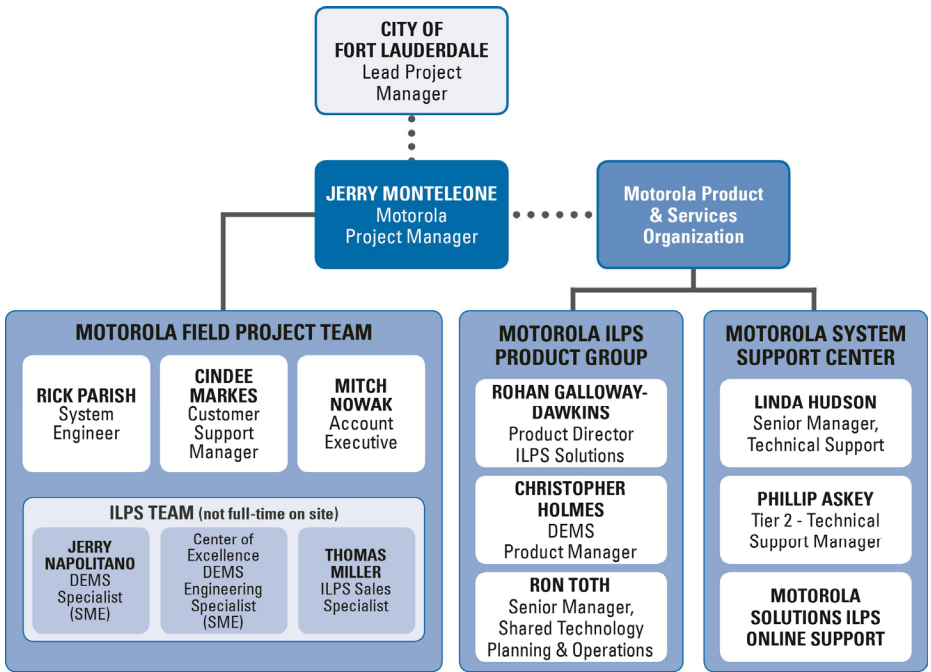 CITY OF
FORT LAUDERDALE
Lead Project
Manager
JERRY MONTELEONE
Motorola
Project Manager
Motorola Product
& Services
Organization
MOTOROLA FIELD PROJECT TEAM
RICK PARISH
System
Engineer
CINDEE
MARKES
Customer
Support
Manager
MITCH
NOWAK
Account
Executive
ILPS TEAM (not full-time on site)
JERRY
NAPOLITANO
DEMS
Specialist
(SME)
Center of
Excellence
DEMS
Engineering
Specialist
(SME)
THOMAS
MILLER
ILPS Sales
Specialist
MOTOROLA ILPS
PRODUCT GROUP
ROHAN GALLOWAY-
DAWKINS
Product Director
ILPS Solutions
CHRISTOPHER
HOLMES
DEMS
Product Manager
RON TOTH
Senior Manager,
Shared Technology
Planning & Operations
MOTOROLA SYSTEM
SUPPORT CENTER
LINDA HUDSON
Senior Manager,
Technical Support
PHILLIP ASKEY
Tier 2 - Technical
Support Manager
MOTOROLA
SOLUTIONS ILPS
ONLINE SUPPORT